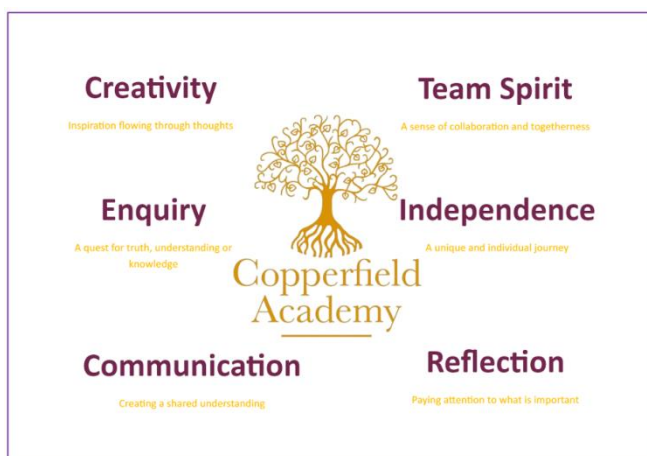 Creativity
Inspiration flowing through thoughts
Team Spirit
A sense of collaboration and togetherness
Enquiry
A quest for truth, understanding or
knowledge
Independence
A unique and individual journey
Copperfield
Academy
Communication
Creating a shared understanding
Reflection
Paying attention to what is important